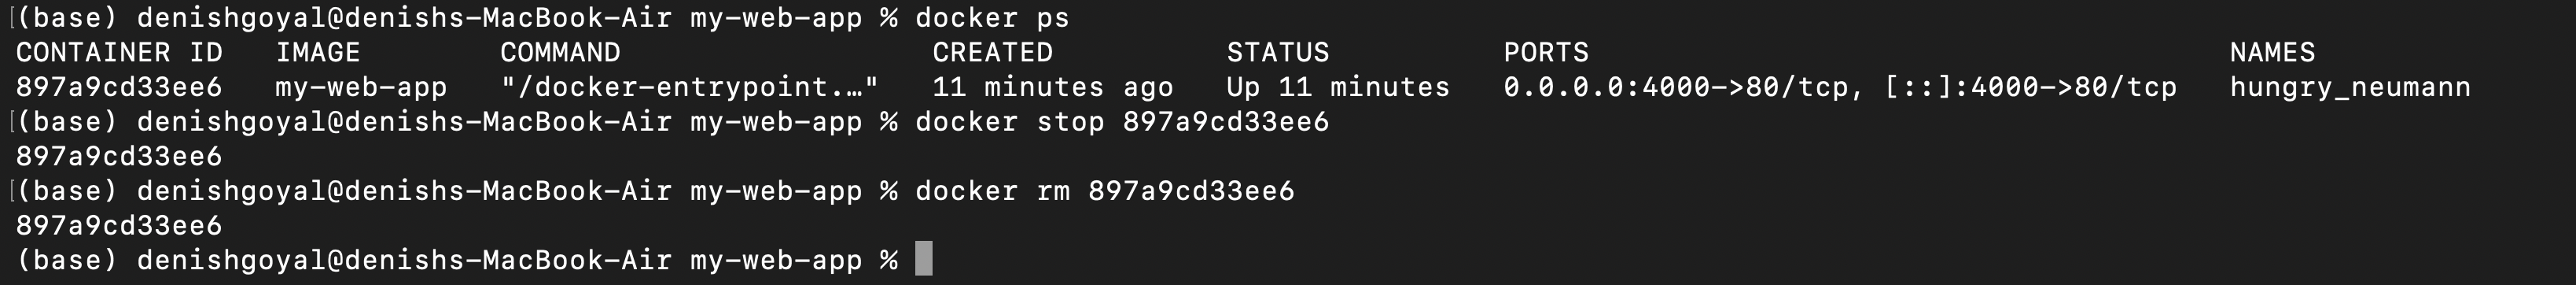 [(base) denishgoyal@denishs-MacBook-Air my-web-app % docker ps
CONTAINER ID   IMAGE        COMMAND                  CREATED          STATUS          PORTS                                     NAMES
897a9cd33ee6   my-web-app   "/docker-entrypoint.…"   11 minutes ago   Up 11 minutes   0.0.0.0:4000->80/tcp, [::]:4000->80/tcp   hungry_neumann
[(base) denishgoyal@denishs-MacBook-Air my-web-app % docker stop 897a9cd33ee6
897a9cd33ee6
[(base) denishgoyal@denishs-MacBook-Air my-web-app % docker rm 897a9cd33ee6
897a9cd33ee6
(base) denishgoyal@denishs-MacBook-Air my-web-app %